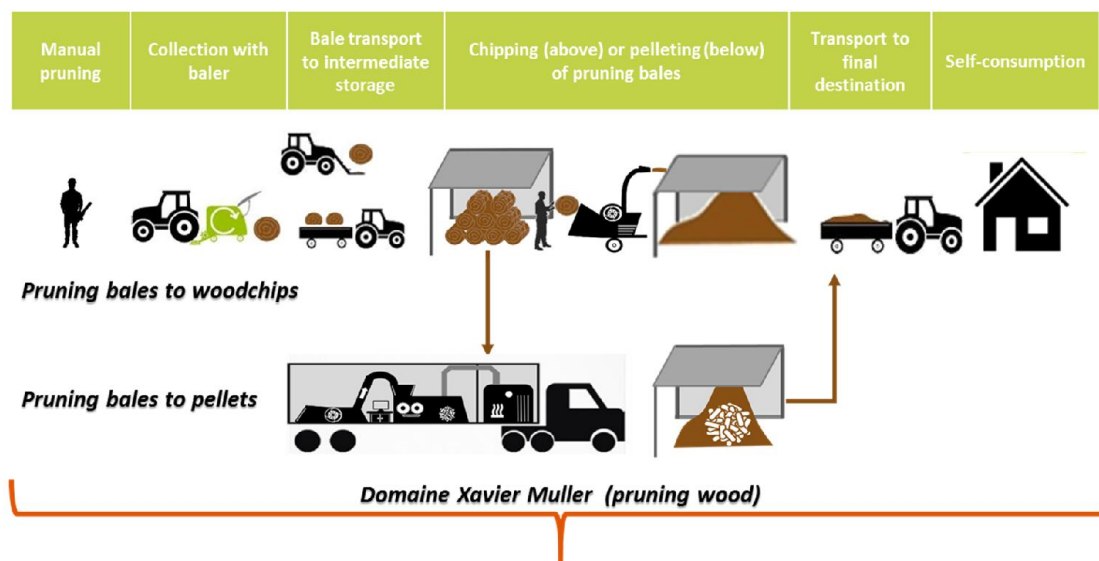 Manual
pruning
Collection with
baler
Bale transport
to intermediate
storage
Chipping (above) or pelleting (below)
of pruning bales
Transport to
final
destination
Self-consumption
Pruning bales to woodchips
Pruning bales to pellets
Domaine Xavier Muller (pruning wood)